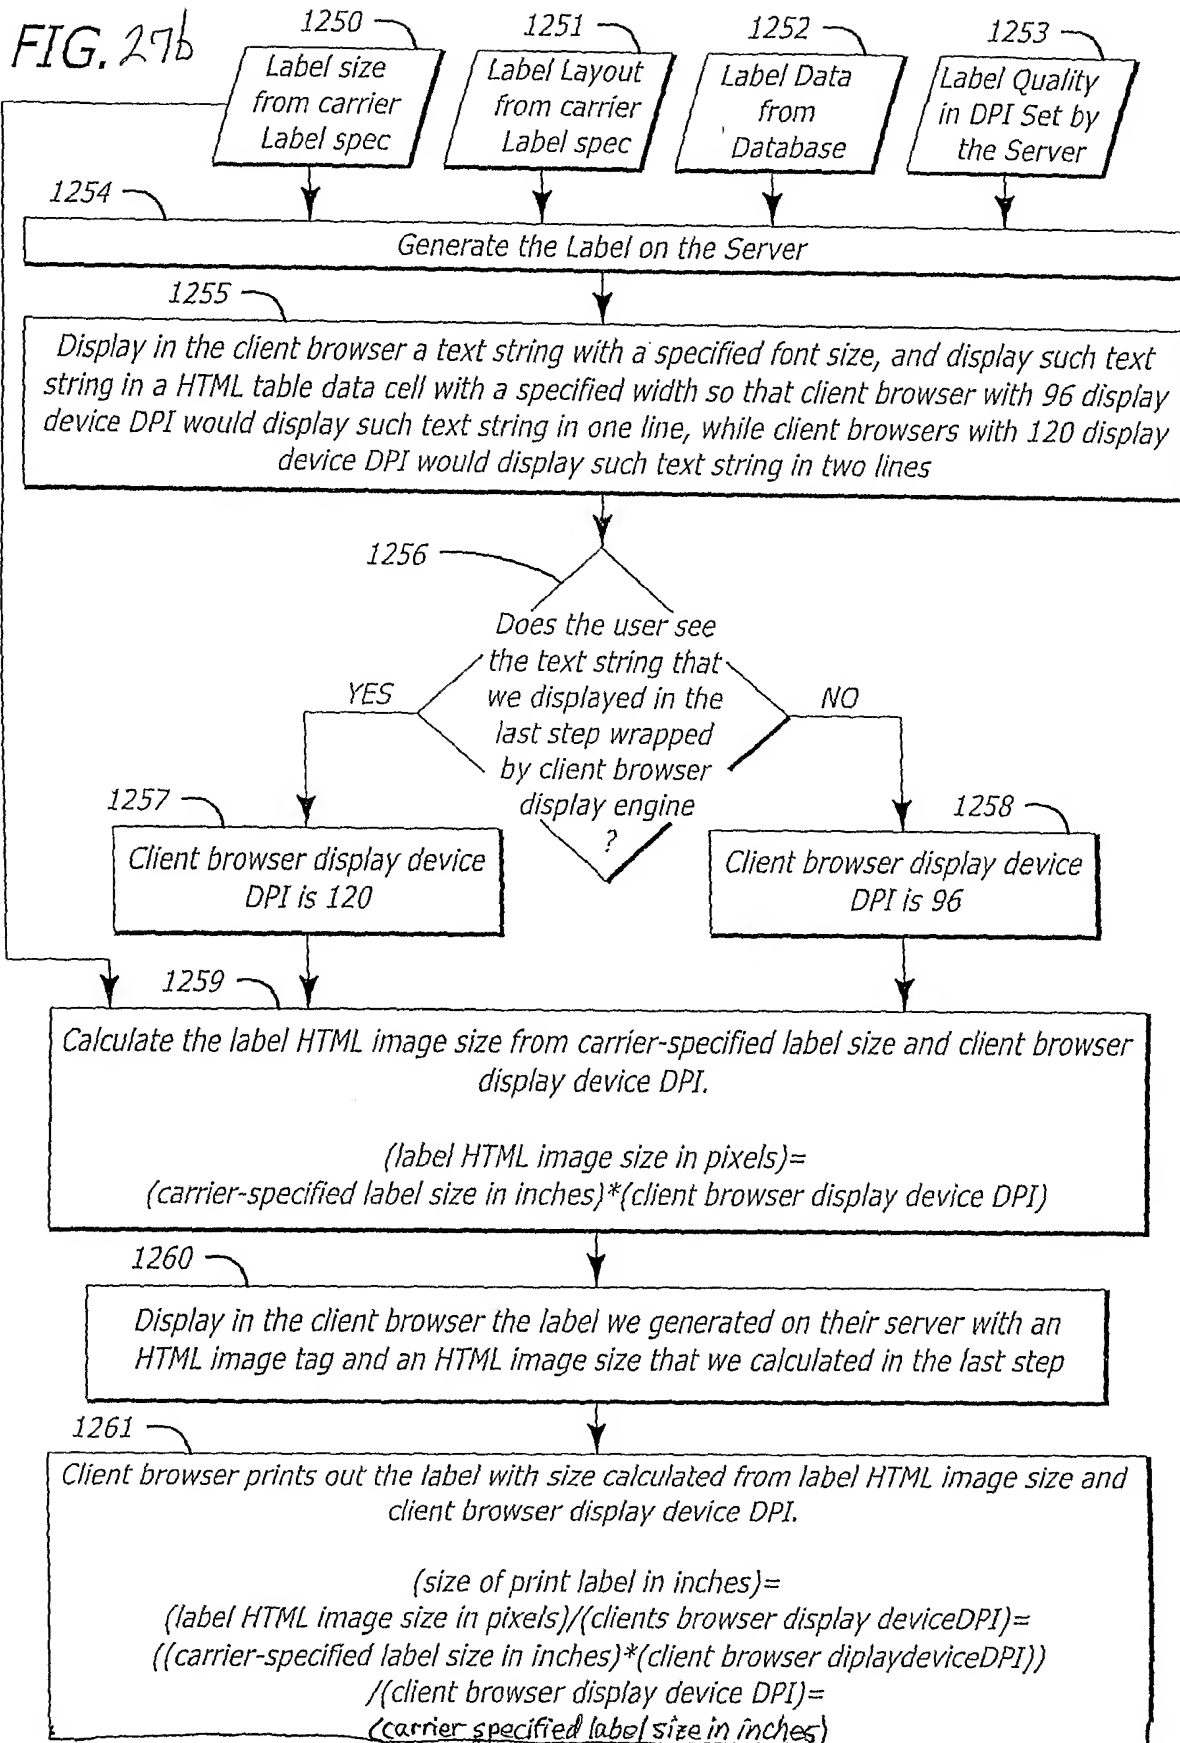 FIG. 27b
1250
1251
1252
1253
Label size
from carrier
Label spec
Label Layout
from carrier
Label spec
Label Data
from
Database
Label Quality
in DPI Set by
the Server
1254
Generate the Label on the Server
1255
Display in the client browser a text string with a specified font size, and display such text
string in a HTML table data cell with a specified width so that client browser with 96 display
device DPI would display such text string in one line, while client browsers with 120 display
device DPI would display such text string in two lines
1256
Does the user see
the text string that
we displayed in the
last step wrapped
by client browser
display engine
?
YES
NO
1257
Client browser display device
DPI is 120
1258
Client browser display device
DPI is 96
1259
Calculate the label HTML image size from carrier-specified label size and client browser
display device DPI.
(label HTML image size in pixels)=
(carrier-specified label size in inches)*(client browser display device DPI)
1260
Display in the client browser the label we generated on their server with an
HTML image tag and an HTML image size that we calculated in the last step
1261
Client browser prints out the label with size calculated from label HTML image size and
client browser display device DPI.
(size of print label in inches)=
(label HTML image size in pixels)/(clients browser display deviceDPI)=
((carrier-specified label size in inches)*(client browser diplaydeviceDPI))
/(client browser display device DPI)=
(carrier specified label size in inches)